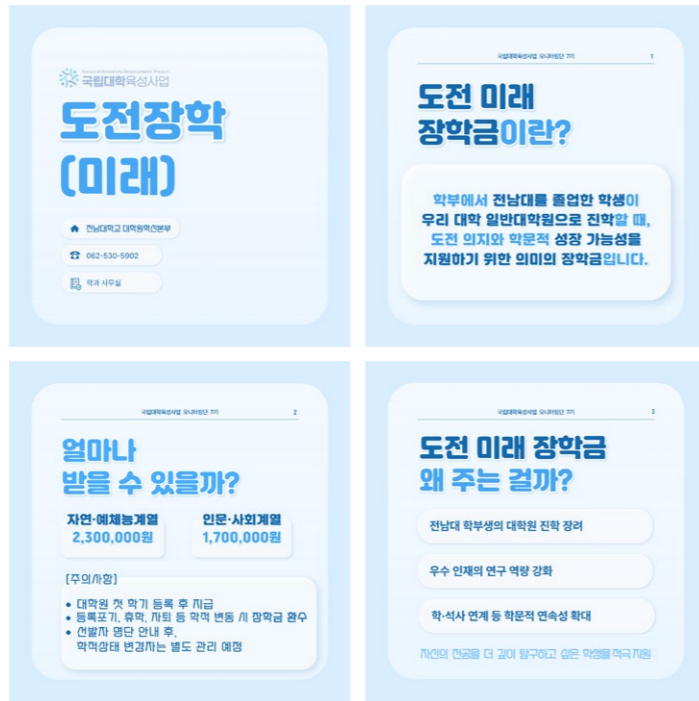 국립대학육성사업
도전장학
(미래)
전남대학교 대학원혁신본부
062-530-5902
학과 사무실
국립대학육성사업 모니터링단 7기
1
도전 미래
장학금이란?
학부에서 전남대를 졸업한 학생이
우리 대학 일반대학원으로 진학할 때,
도전 의지와 학문적 성장 가능성을
지원하기 위한 의미의 장학금입니다.
국립대학육성사업 모니터링단 7기
2
얼마나
받을 수 있을까?
자연·예체능계열
2,300,000원
인문·사회계열
1,700,000원
[주의사항]
• 대학원 첫 학기 등록 후 지급
• 등록포기, 휴학, 자퇴 등 학적 변동 시 장학금 환수
• 선발자 명단 안내 후,
학적상태 변경자는 별도 관리 예정
국립대학육성사업 모니터링단 7기
3
도전 미래 장학금
왜 주는 걸까?
전남대 학부생의 대학원 진학 장려
우수 인재의 연구 역량 강화
학·석사 연계 등 학문적 연속성 확대
자신의 전공을 더 깊이 탐구하고 싶은 학생을 적극 지원